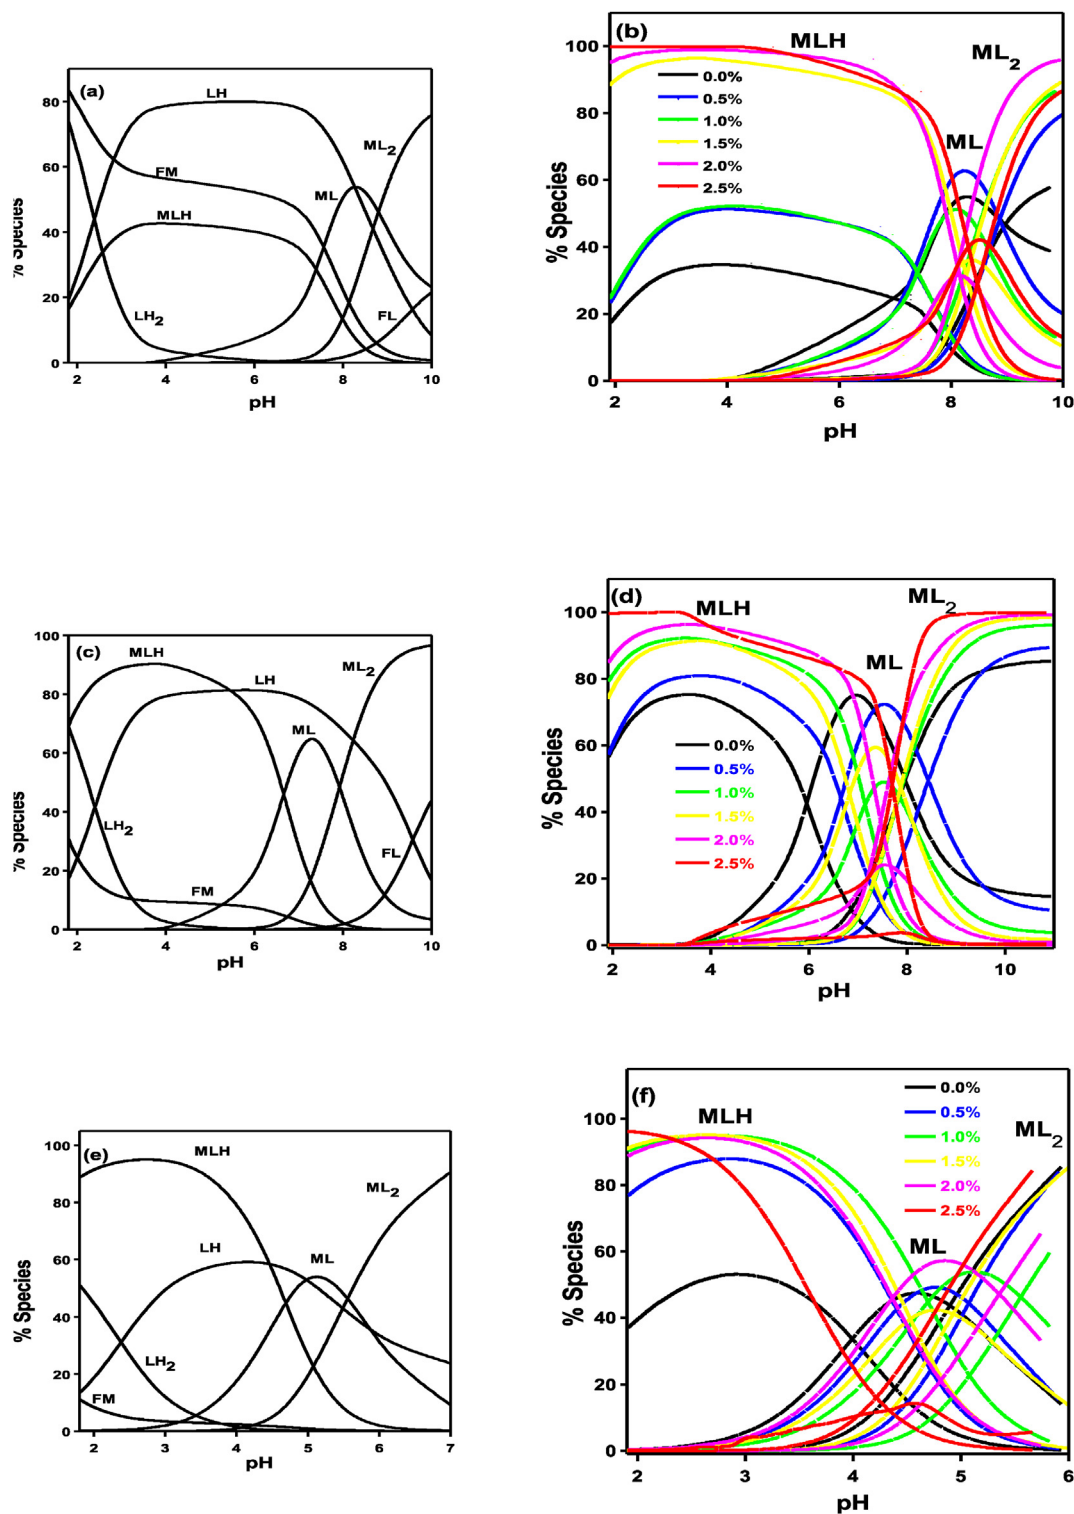 (a)
LH
FM
MLH
LH2
ML
ML2
FL
% Species
80
60
40
20
0
2 4 6 8 10
pH
(b)
MLH
ML2
ML
0.0%
0.5%
1.0%
1.5%
2.0%
2.5%
% Species
100
80
60
40
20
0
2 4 6 8 10
pH
(c)
MLH
LH
ML2
ML
LH2
FM
FL
% Species
100
80
60
40
20
0
2 4 6 8 10
pH
(d)
MLH
ML2
ML
0.0%
0.5%
1.0%
1.5%
2.0%
2.5%
% Species
100
80
60
40
20
0
2 4 6 8 10
pH
(e)
MLH
ML2
LH
ML
LH2
FM
% Species
100
80
60
40
20
0
2 3 4 5 6 7
pH
(f)
MLH
ML2
ML
0.0%
0.5%
1.0%
1.5%
2.0%
2.5%
% Species
100
80
60
40
20
0
2 3 4 5 6
pH